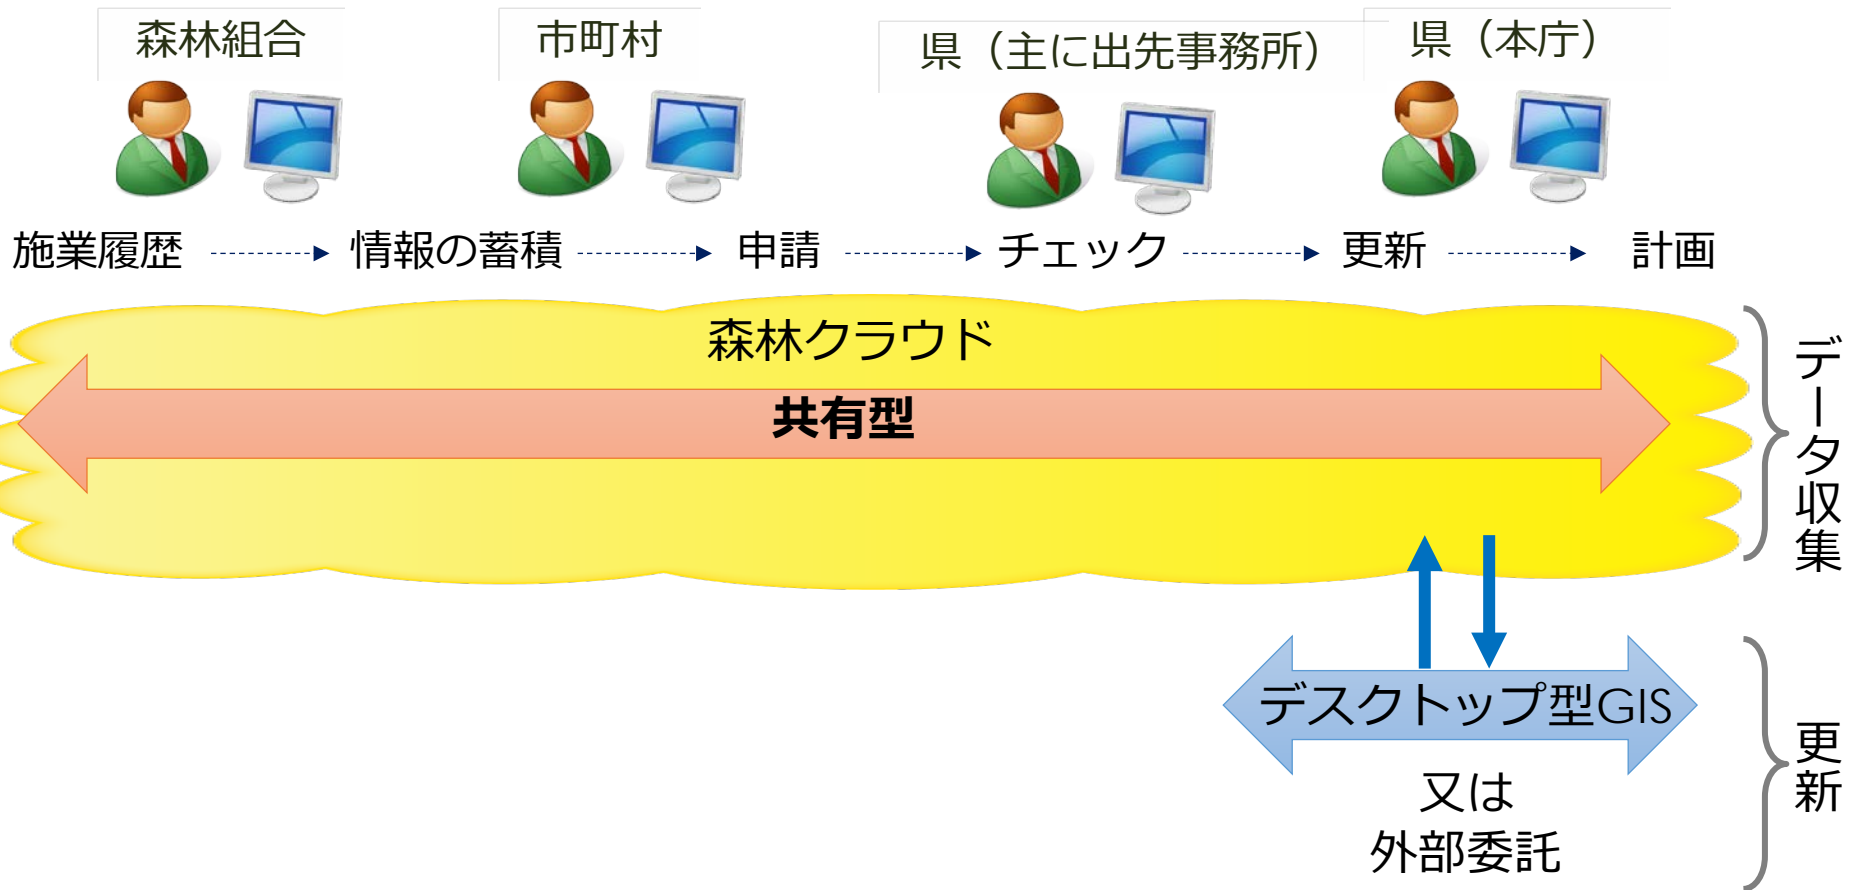 森林組合
市町村
県（主に出先事務所）
県（本庁）
施業履歴
情報の蓄積
申請
チェック
更新
計画
森林クラウド
共有型
データ収集
デスクトップ型GIS
又は
外部委託
更新